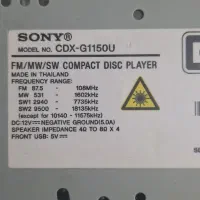 SONY®
MODEL NO. CDX-G1150U
FM/MW/SW COMPACT DISC PLAYER
MADE IN THAILAND
FREQUENCY RANGE:
FM 87.5 - 108MHz
MW 531 - 1602kHz
SW1 2940 - 7735kHz
SW2 9500 - 18135kHz
(except for 10140 - 11575kHz)
DC:12V NEGATIVE GROUND(5.0A)
SPEAKER IMPEDANCE 4Ω TO 8Ω X 4
FRONT USB: 5V